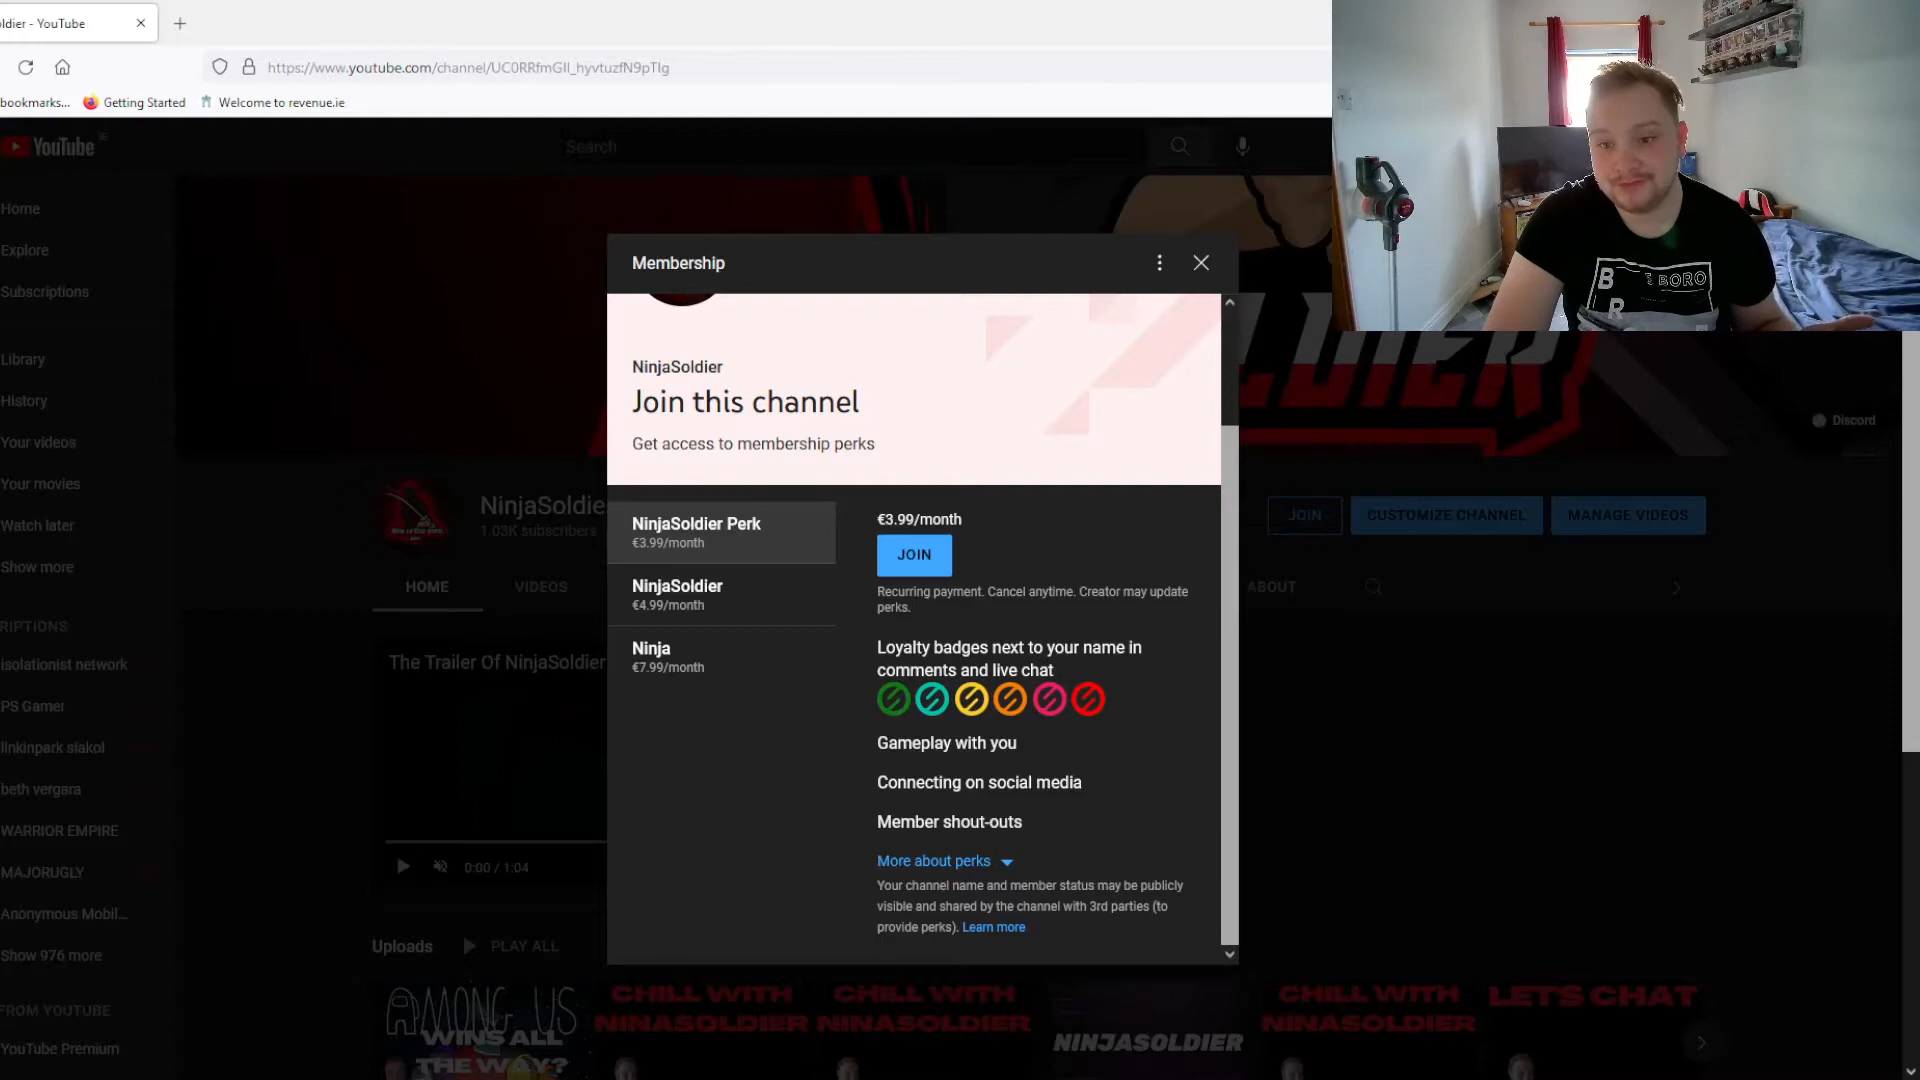 oldier - YouTube
https://www.youtube.com/channel/UC0RRfmGIl_hyvtuzfN9pTIg
bookmarks...
Getting Started
Welcome to revenue.ie
YouTube
IE
Search
Home
Explore
Subscriptions
Library
History
Your videos
Your movies
Watch later
Show more
RIPTIONS
isolationist network
PS Gamer
linkinpark siakol
beth vergara
WARRIOR EMPIRE
MAJORUGLY
Anonymous Mobil...
Show 976 more
FROM YOUTUBE
YouTube Premium
Discord
NinjaSoldie
1.03K subscribers
JOIN
CUSTOMIZE CHANNEL
MANAGE VIDEOS
HOME
VIDEOS
ABOUT
The Trailer Of NinjaSoldier
0:00 / 1:04
Uploads
PLAY ALL
Membership
NinjaSoldier
Join this channel
Get access to membership perks
NinjaSoldier Perk
€3.99/month
NinjaSoldier
€4.99/month
Ninja
€7.99/month
€3.99/month
JOIN
Recurring payment. Cancel anytime. Creator may update
perks.
Loyalty badges next to your name in
comments and live chat
Gameplay with you
Connecting on social media
Member shout-outs
More about perks
Your channel name and member status may be publicly
visible and shared by the channel with 3rd parties (to
provide perks). Learn more
AMONG US
WINS ALL
THE WAY?
CHILL WITH
NINASOLDIER
CHILL WITH
NINASOLDIER
NINJASOLDIER
CHILL WITH
NINASOLDIER
LETS CHAT
B
E BORO
R